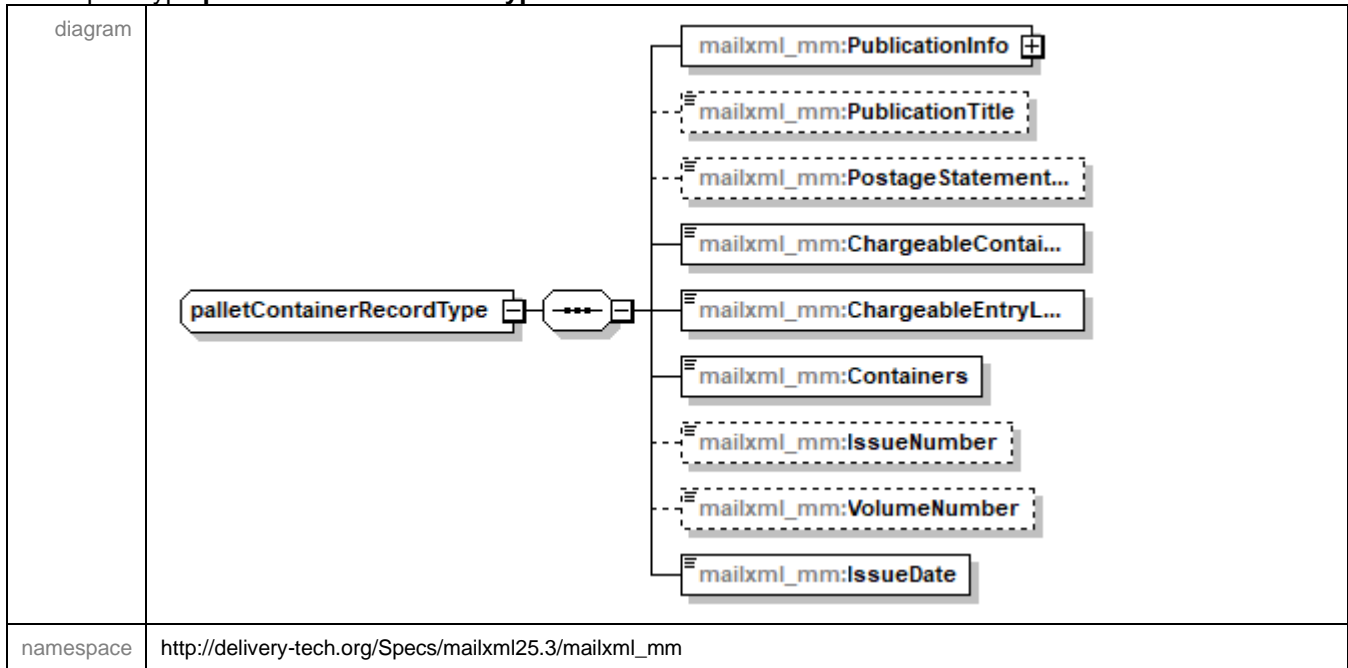 diagram
mailxml_mm:PublicationInfo
mailxml_mm:PublicationTitle
mailxml_mm:PostageStatement...
mailxml_mm:ChargeableContai...
palletContainerRecordType
mailxml_mm:ChargeableEntryL...
mailxml_mm:Containers
mailxml_mm:IssueNumber
mailxml_mm:VolumeNumber
mailxml_mm:IssueDate
namespace http://delivery-tech.org/Specs/mailxml25.3/mailxml_mm